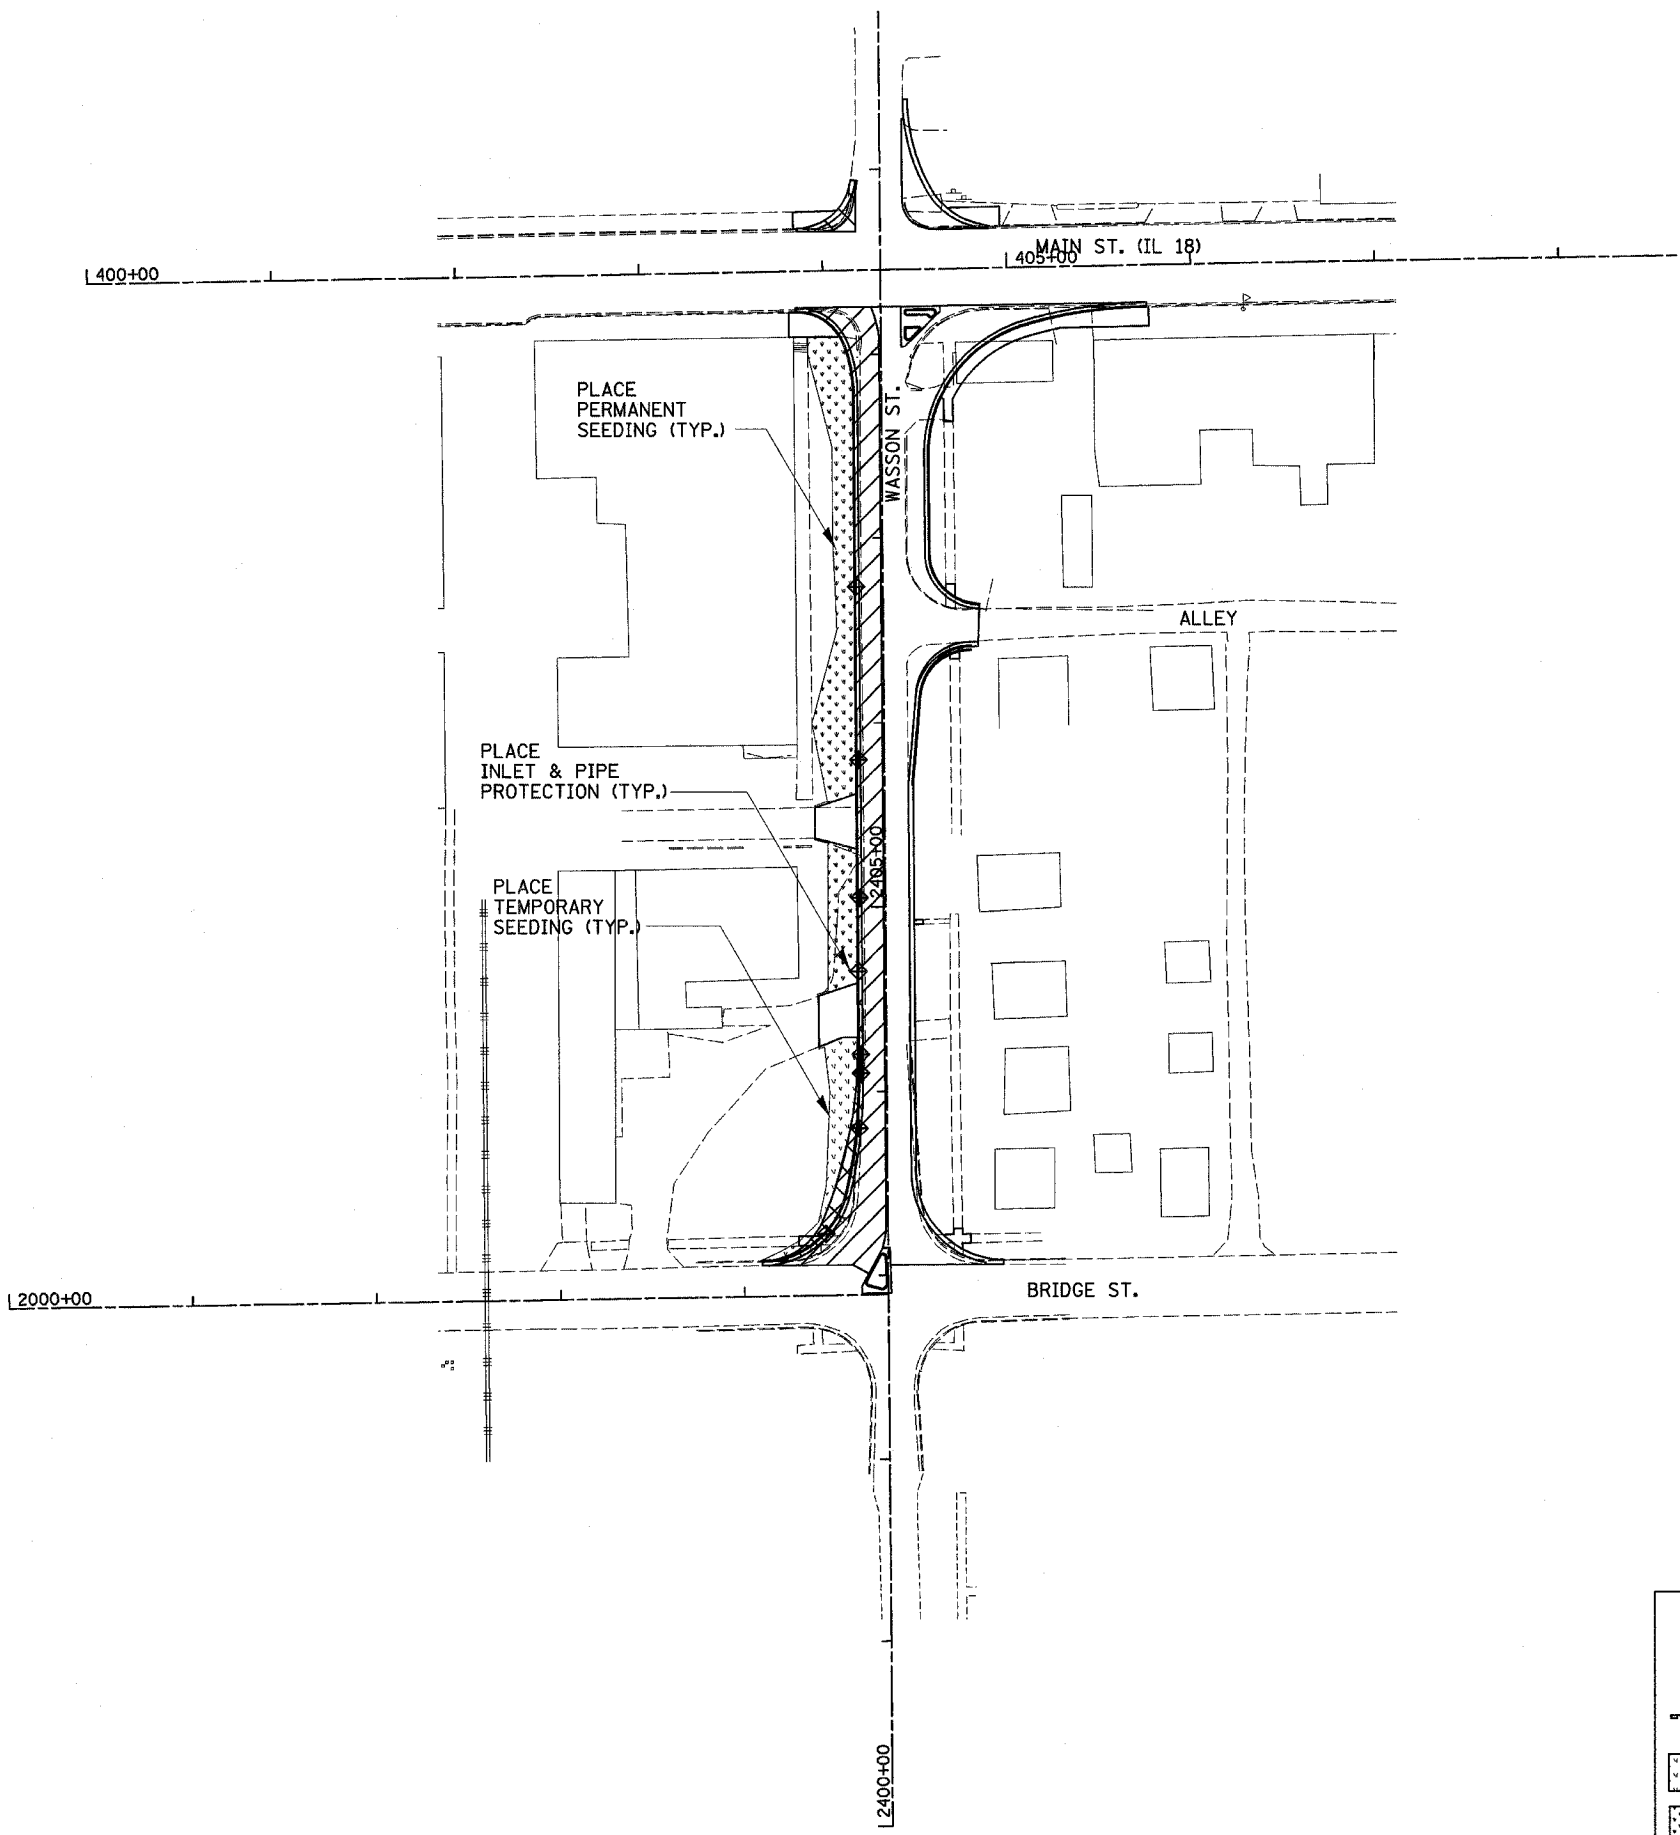 MAIN ST. (IL 18)
400+00
405+00
PLACE
PERMANENT
SEEDING (TYP.)
WASSON ST.
ALLEY
PLACE
INLET & PIPE
PROTECTION (TYP.)
2405+00
PLACE
TEMPORARY
SEEDING (TYP.)
BRIDGE ST.
2000+00
2400+00